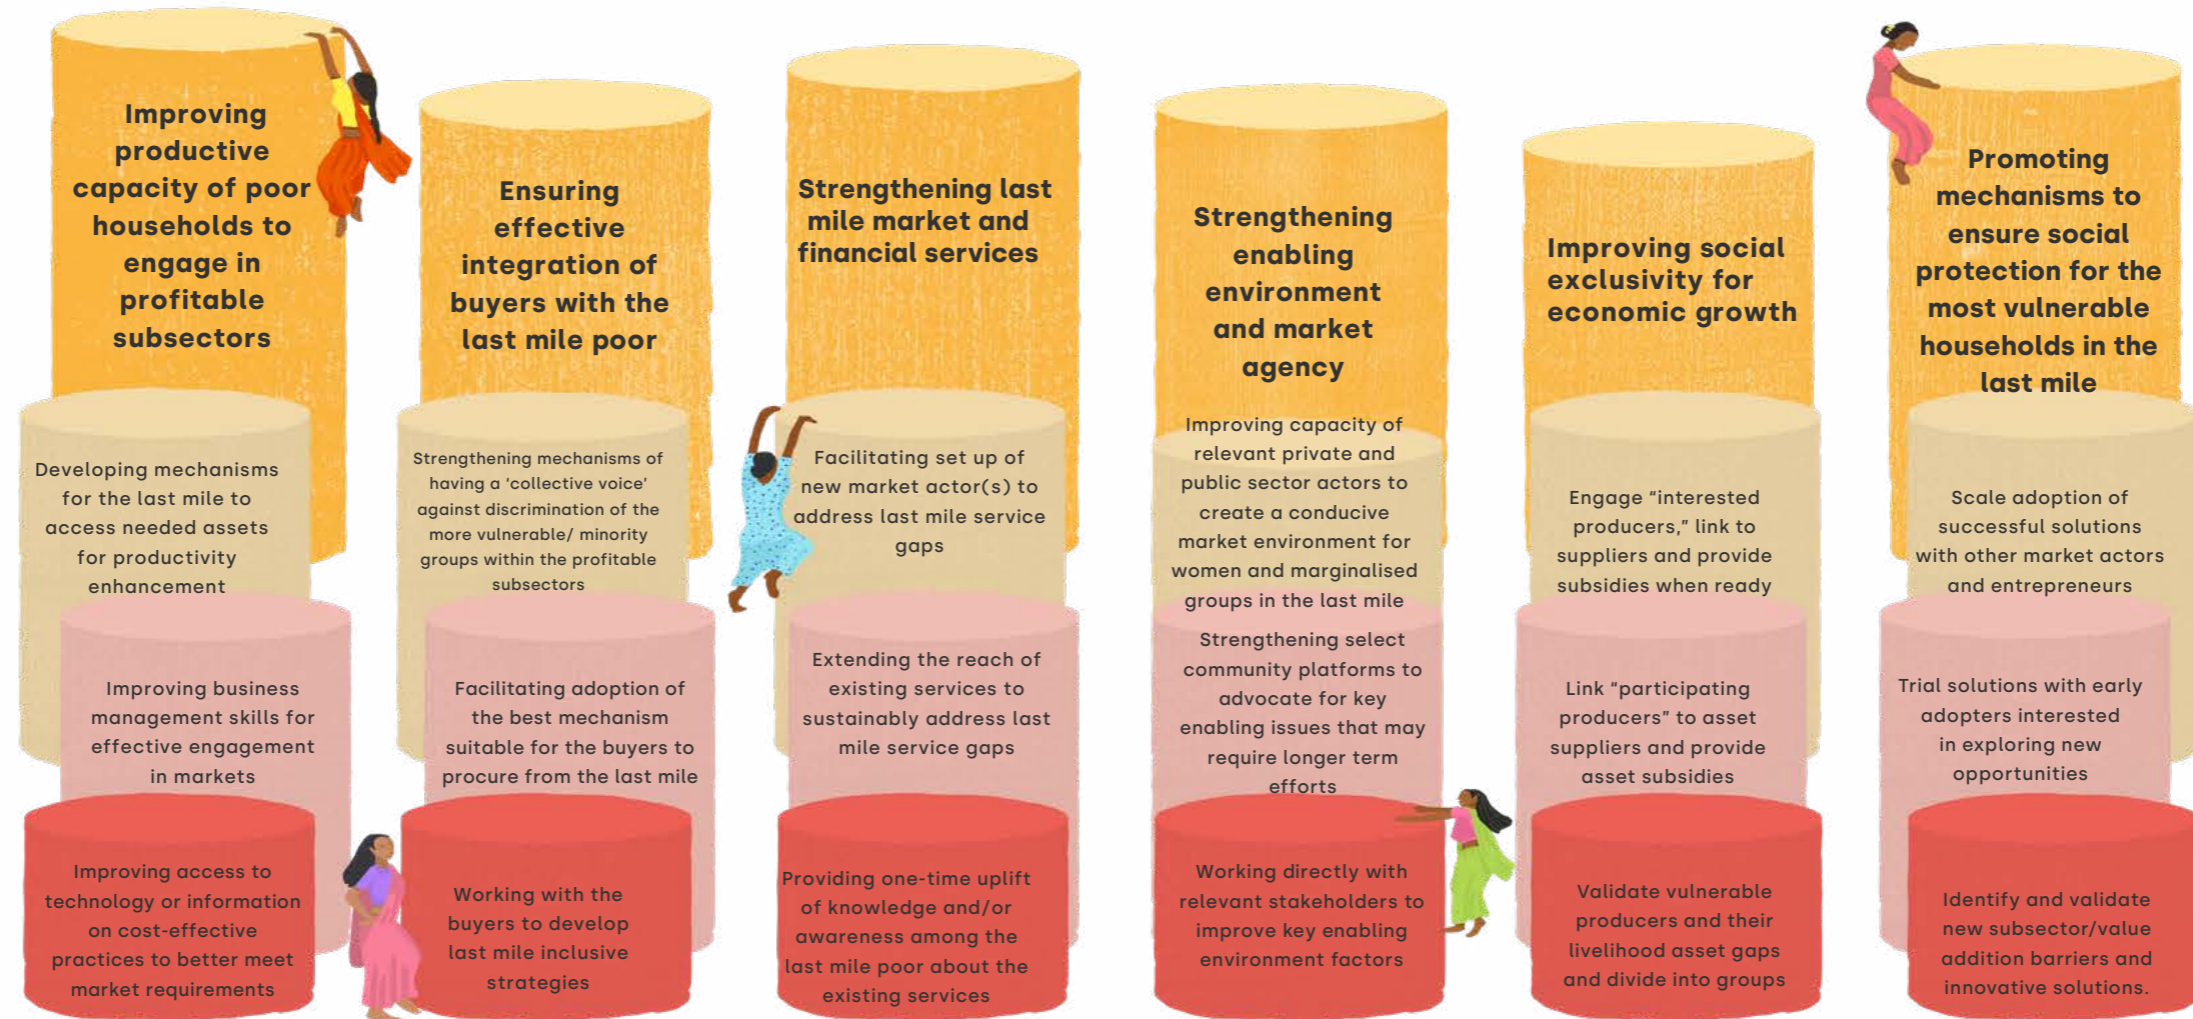 Improving
productive
capacity of poor
households to
engage in
profitable
subsectors
Developing mechanisms
for the last mile to
access needed assets
for productivity
enhancement
Improving business
management skills for
effective engagement
in markets
Improving access to
technology or information
on cost-effective
practices to better meet
market requirements
Ensuring
effective
integration of
buyers with the
last mile poor
Strengthening mechanisms of
having a ‘collective voice’
against discrimination of the
more vulnerable/ minority
groups within the profitable
subsectors
Facilitating adoption of
the best mechanism
suitable for the buyers to
procure from the last mile
Working with the
buyers to develop
last mile inclusive
strategies
Strengthening last
mile market and
financial services
Facilitating set up of
new market actor(s) to
address last mile service
gaps
Extending the reach of
existing services to
sustainably address last
mile service gaps
Providing one-time uplift
of knowledge and/or
awareness among the
last mile poor about the
existing services
Strengthening
enabling
environment
and market
agency
Improving capacity of
relevant private and
public sector actors to
create a conducive
market environment for
women and marginalised
groups in the last mile
Strengthening select
community platforms to
advocate for key
enabling issues that may
require longer term
efforts
Working directly with
relevant stakeholders to
improve key enabling
environment factors
Improving social
exclusivity for
economic growth
Engage “interested
producers,” link to
suppliers and provide
subsidies when ready
Link “participating
producers” to asset
suppliers and provide
asset subsidies
Validate vulnerable
producers and their
livelihood asset gaps
and divide into groups
Promoting
mechanisms to
ensure social
protection for the
most vulnerable
households in the
last mile
Scale adoption of
successful solutions
with other market actors
and entrepreneurs
Trial solutions with early
adopters interested
in exploring new
opportunities
Identify and validate
new subsector/value
addition barriers and
innovative solutions.